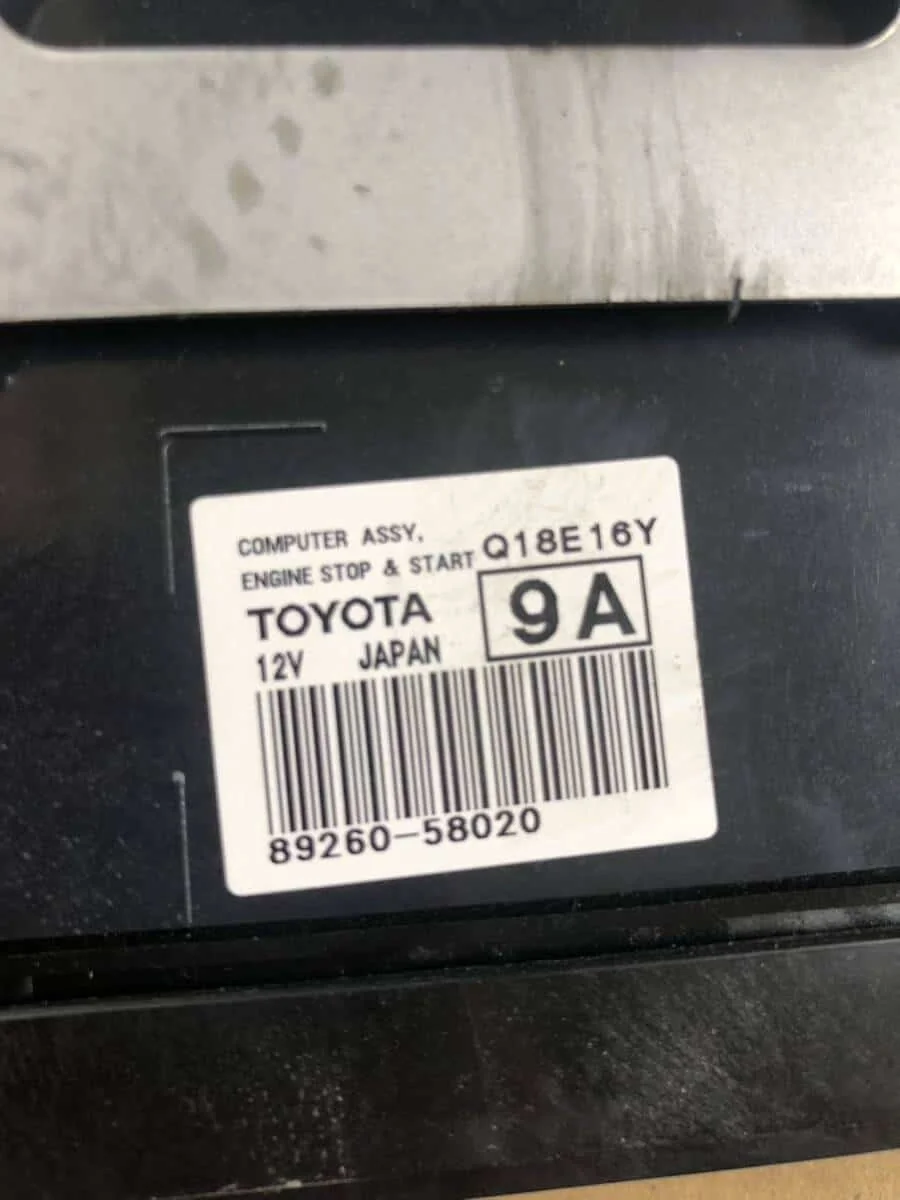 COMPUTER ASSY,
ENGINE STOP & START Q18E16Y
TOYOTA 9A
12V JAPAN
89260-58020